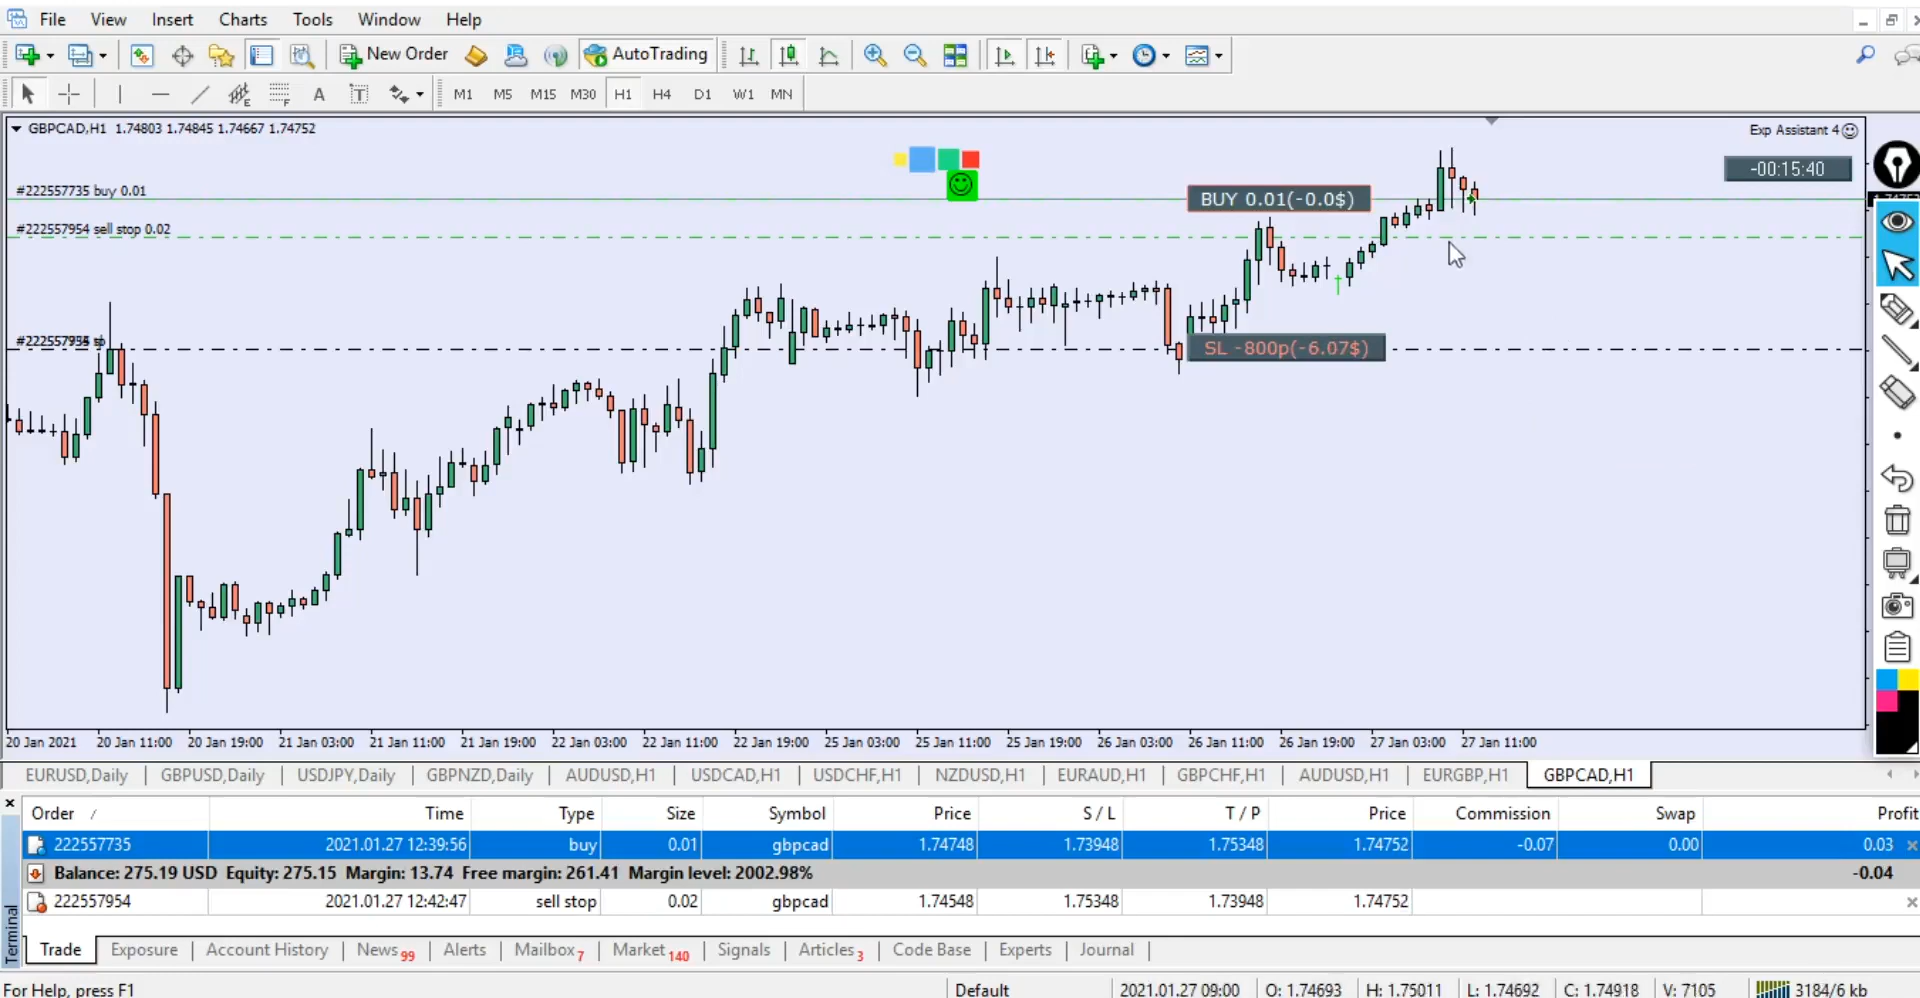 File View Insert Charts Tools Window Help
New Order AutoTrading
A T M1 M5 M15 M30 H1 H4 D1 W1 MN
GBPCAD,H1 1.74803 1.74845 1.74667 1.74752
Exp Assistant 4
-00:15:40
#222557735 buy 0.01
BUY 0.01(-0.0$)
#222557954 sell stop 0.02
SL -800p(-6.07$)
20 Jan 2021 20 Jan 11:00 20 Jan 19:00 21 Jan 03:00 21 Jan 11:00 21 Jan 19:00 22 Jan 03:00 22 Jan 11:00 22 Jan 19:00 25 Jan 03:00 25 Jan 11:00 25 Jan 19:00 26 Jan 03:00 26 Jan 11:00 26 Jan 19:00 27 Jan 03:00 27 Jan 11:00
EURUSD,Daily GBPUSD,Daily USDJPY,Daily GBPNZD,Daily AUDUSD,H1 USDCAD,H1 USDCHF,H1 NZDUSD,H1 EURAUD,H1 GBPCHF,H1 AUDUSD,H1 EURGBP,H1 GBPCAD,H1
Order / Time Type Size Symbol Price S / L T / P Price Commission Swap Profit
222557735 2021.01.27 12:39:56 buy 0.01 gbpcad 1.74748 1.73948 1.75348 1.74752 -0.07 0.00 0.03
Balance: 275.19 USD Equity: 275.15 Margin: 13.74 Free margin: 261.41 Margin level: 2002.98% -0.04
222557954 2021.01.27 12:42:47 sell stop 0.02 gbpcad 1.74548 1.75348 1.73948 1.74752
Terminal
Trade Exposure Account History News 99 Alerts Mailbox 7 Market 140 Signals Articles 3 Code Base Experts Journal
For Help, press F1 Default 2021.01.27 09:00 O: 1.74693 H: 1.75011 L: 1.74692 C: 1.74918 V: 7105 3184/6 kb